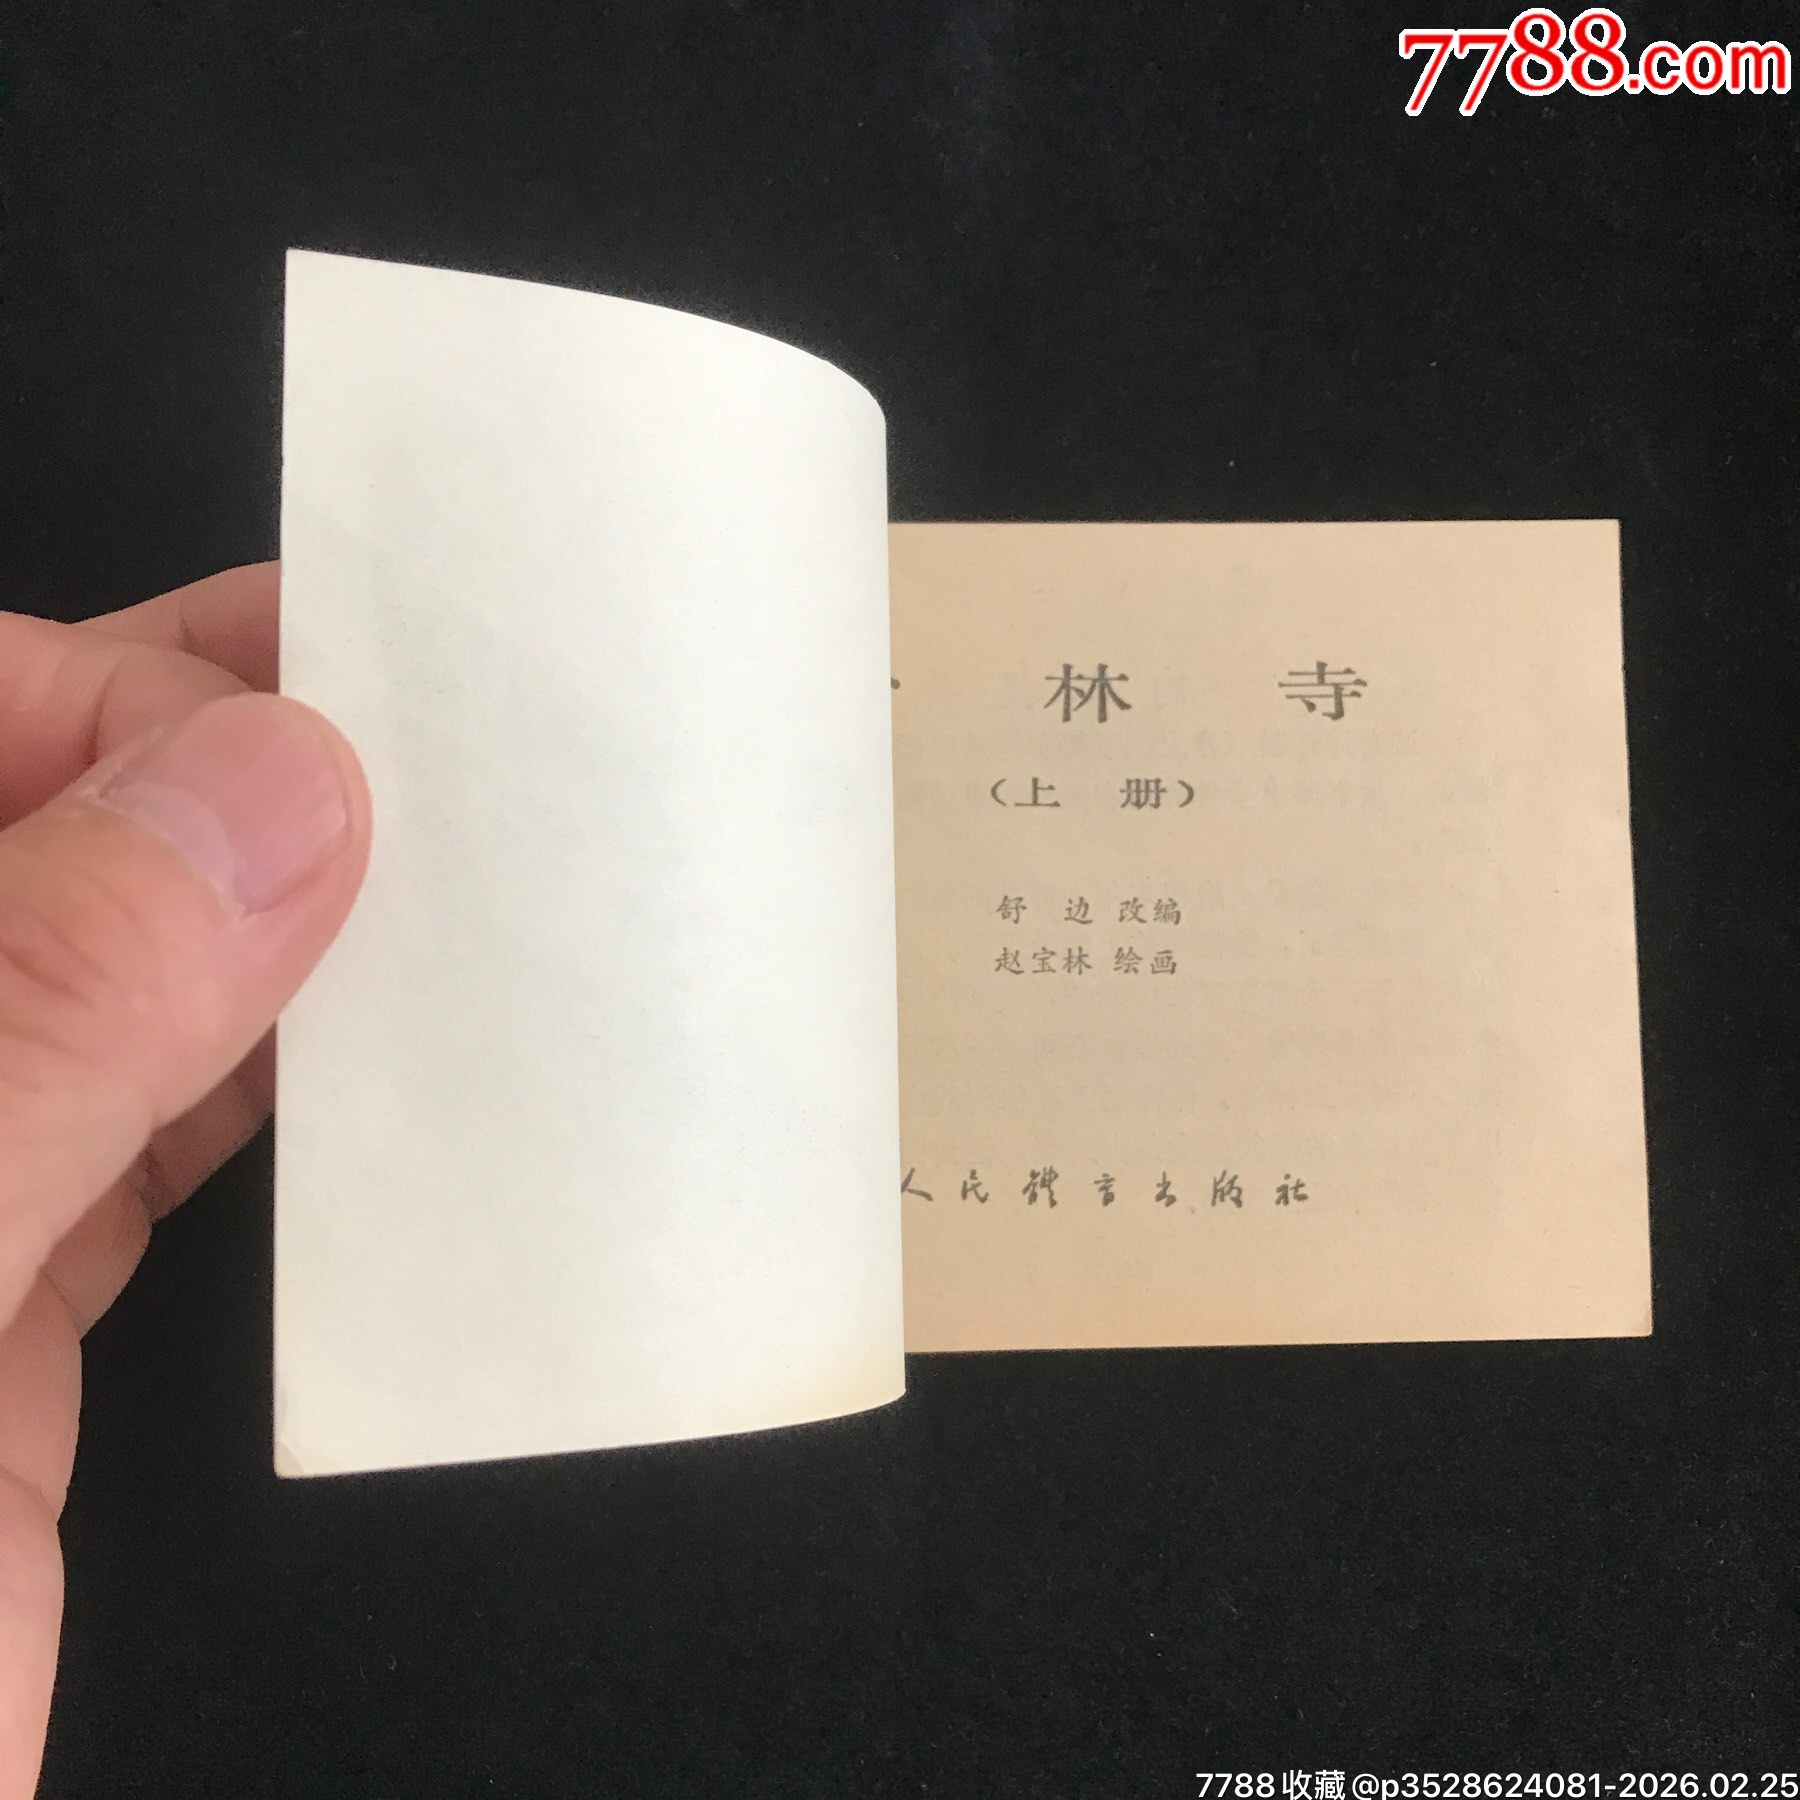 7788.com
林 寺
(上 册)
舒 边 改编
赵宝林 绘画
人民體育出版社
7788收藏@p3528624081-2026.02.25